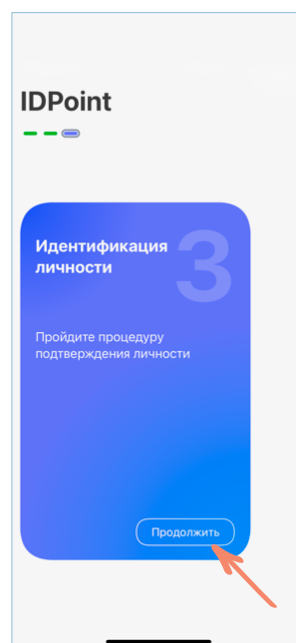 IDPoint
3
Идентификация
личности
Пройдите процедуру
подтверждения личности
Продолжить